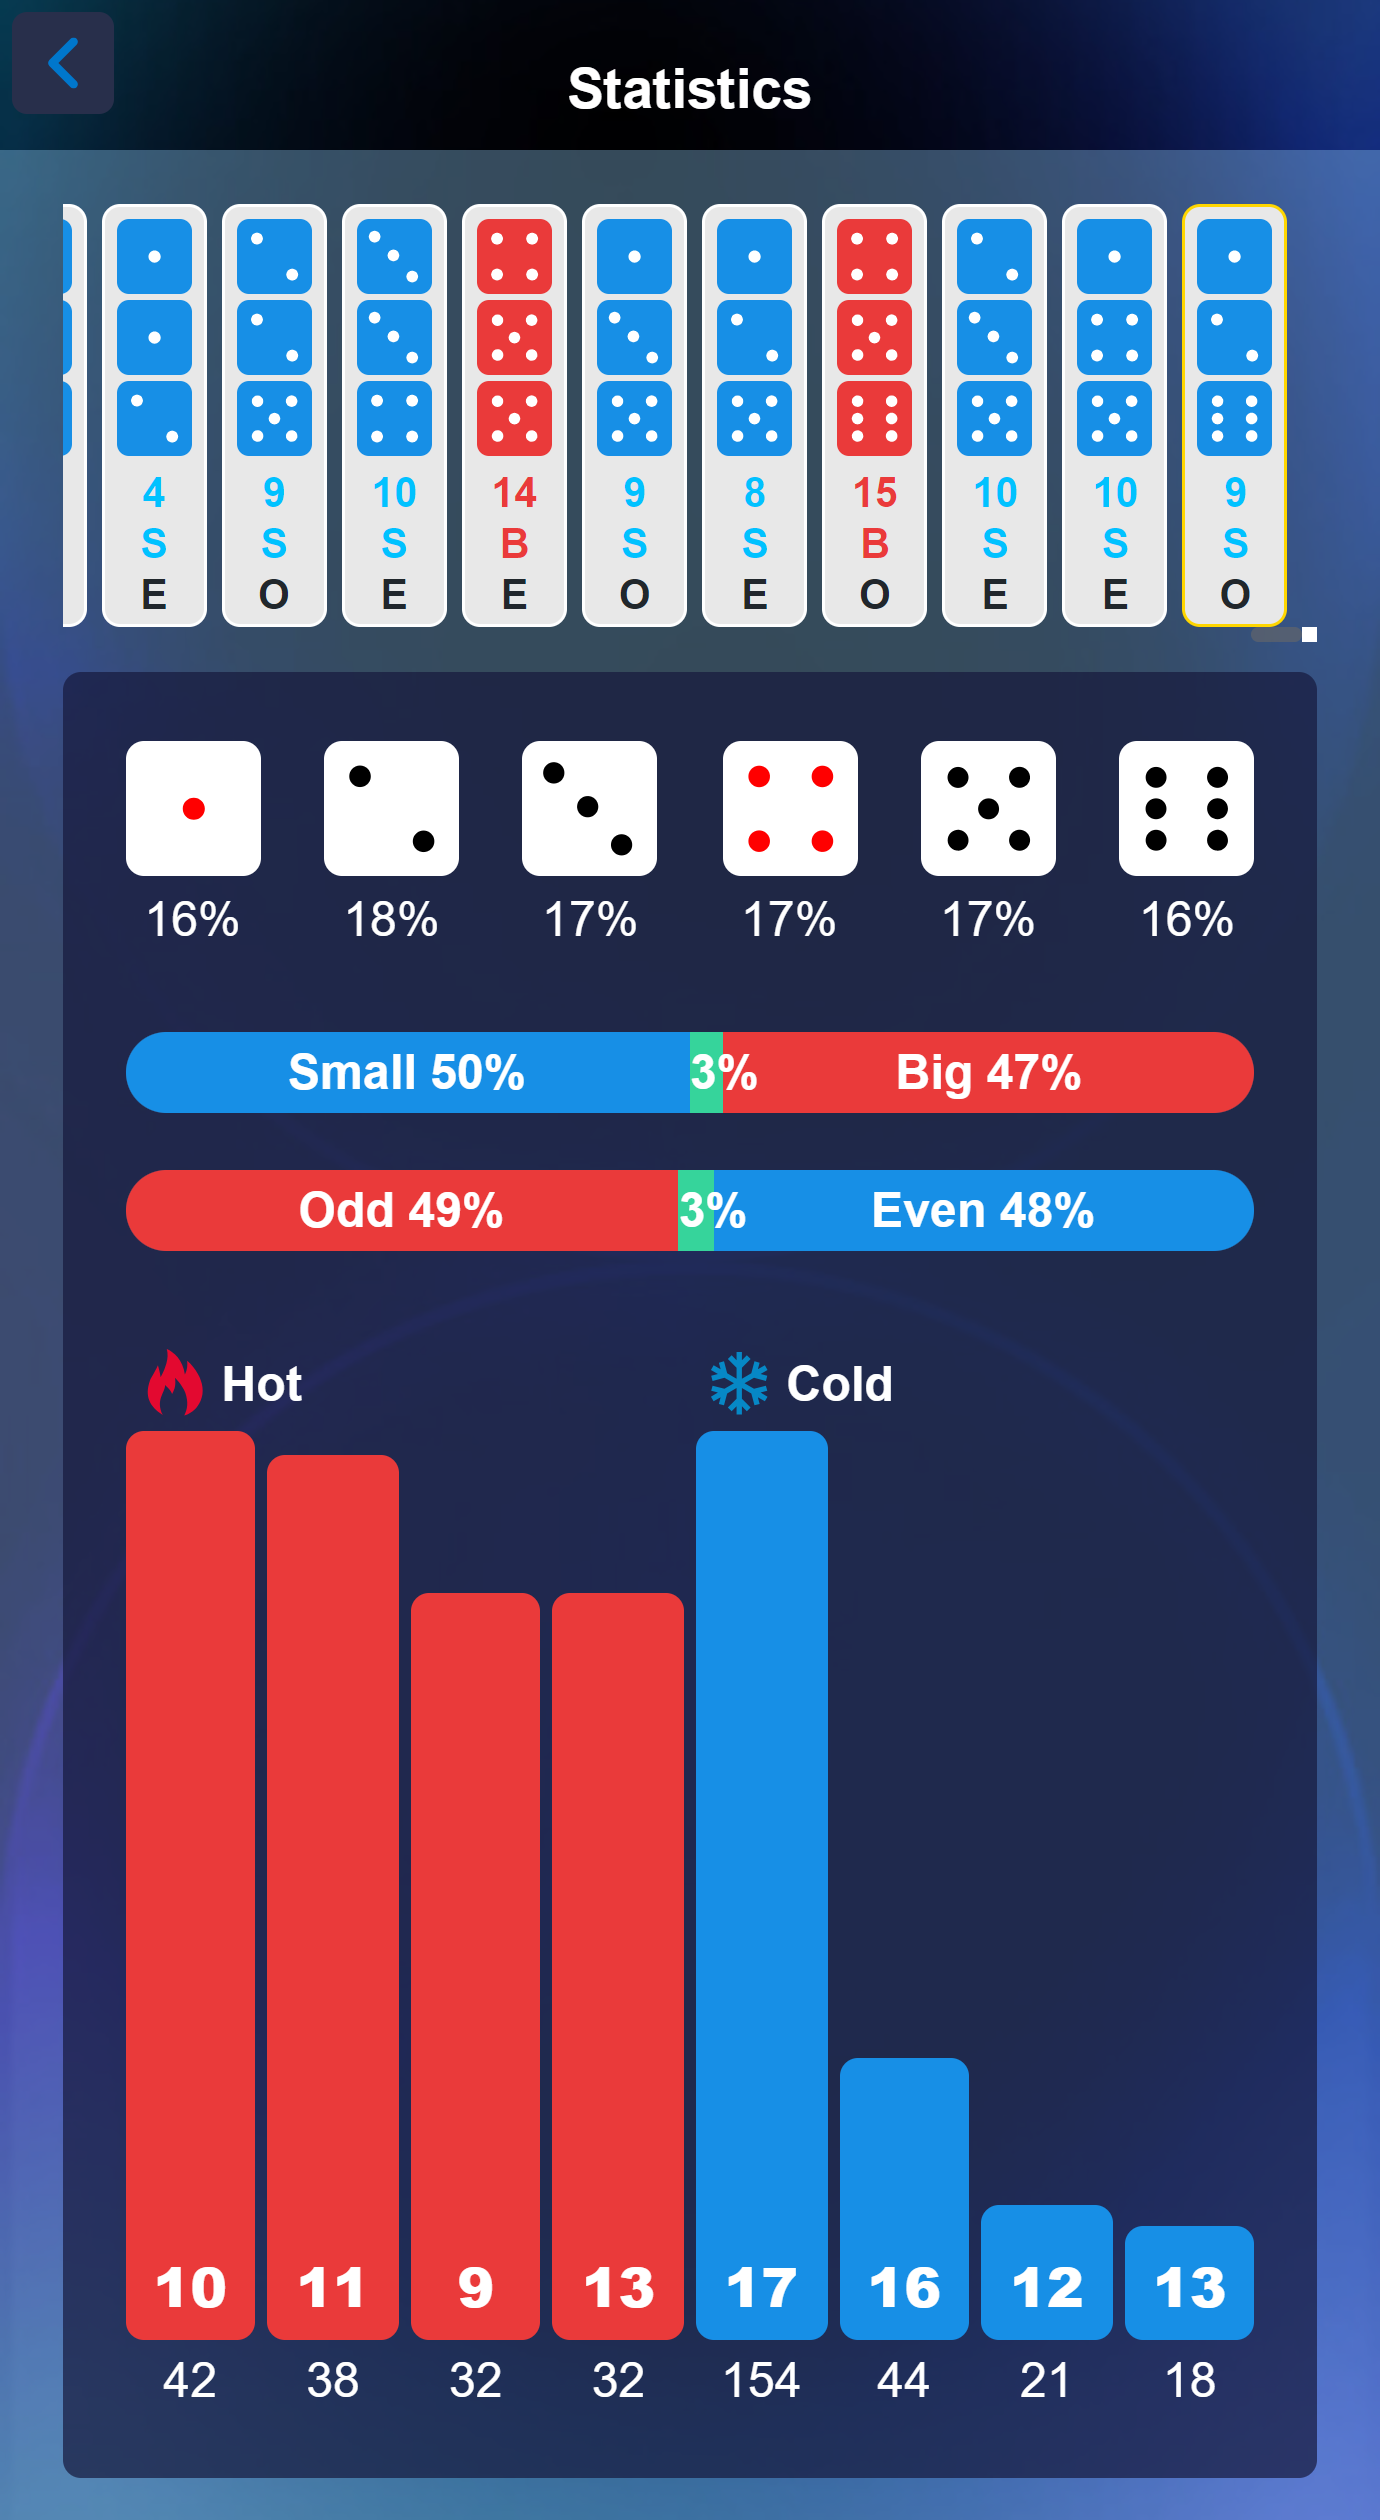 Statistics
4 9 10 14 9 8 15 10 10 9
S S S B S S B S S S
E O E E O E O E E O
16% 18% 17% 17% 17% 16%
Small 50% 3% Big 47%
Odd 49% 3% Even 48%
Hot Cold
10 11 9 13 17 16 12 13
42 38 32 32 154 44 21 18